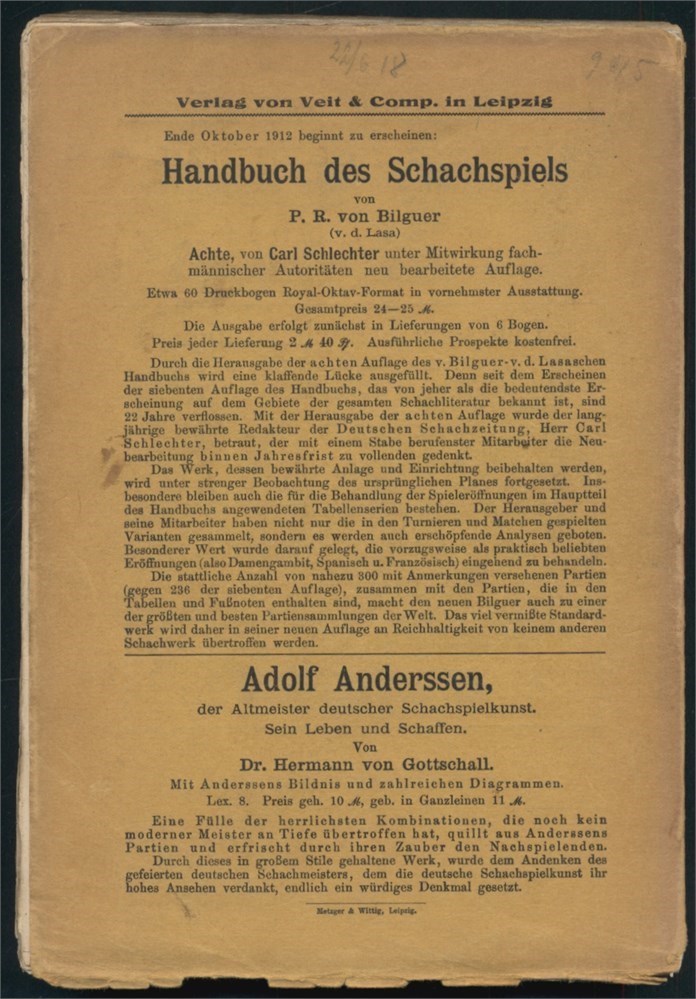 22/6 18
Verlag von Veit & Comp. in Leipzig
Ende Oktober 1912 beginnt zu erscheinen:
Handbuch des Schachspiels
von
P. R. von Bilguer
(v. d. Lasa)
Achte, von Carl Schlechter unter Mitwirkung fach-
männischer Autoritäten neu bearbeitete Auflage.
Etwa 60 Druckbogen Royal-Oktav-Format in vornehmster Ausstattung.
Gesamtpreis 24—25 ℳ.
Die Ausgabe erfolgt zunächst in Lieferungen von 6 Bogen.
Preis jeder Lieferung 2 ℳ 40 ₰. Ausführliche Prospekte kostenfrei.
Durch die Herausgabe der achten Auflage des v. Bilguer-v. d. Lasaschen
Handbuchs wird eine klaffende Lücke ausgefüllt. Denn seit dem Erscheinen
der siebenten Auflage des Handbuchs, das von jeher als die bedeutendste Er-
scheinung auf dem Gebiete der gesamten Schachliteratur bekannt ist, sind
22 Jahre verflossen. Mit der Herausgabe der achten Auflage wurde der lang-
jährige bewährte Redakteur der Deutschen Schachzeitung, Herr Carl
Schlechter, betraut, der mit einem Stabe berufenster Mitarbeiter die Neu-
bearbeitung binnen Jahresfrist zu vollenden gedenkt.
Das Werk, dessen bewährte Anlage und Einrichtung beibehalten werden,
wird unter strenger Beobachtung des ursprünglichen Planes fortgesetzt. Ins-
besondere bleiben auch die für die Behandlung der Spieleröffnungen im Hauptteil
des Handbuchs angewendeten Tabellenserien bestehen. Der Herausgeber und
seine Mitarbeiter haben nicht nur die in den Turnieren und Matchen gespielten
Varianten gesammelt, sondern es werden auch erschöpfende Analysen geboten.
Besonderer Wert wurde darauf gelegt, die vorzugsweise als praktisch beliebten
Eröffnungen (also Damengambit, Spanisch u. Französisch) eingehend zu behandeln.
Die stattliche Anzahl von nahezu 300 mit Anmerkungen versehenen Partien
(gegen 236 der siebenten Auflage), zusammen mit den Partien, die in den
Tabellen und Fußnoten enthalten sind, macht den neuen Bilguer auch zu einer
der größten und besten Partiensammlungen der Welt. Das viel vermißte Standard-
werk wird daher in seiner neuen Auflage an Reichhaltigkeit von keinem anderen
Schachwerk übertroffen werden.
Adolf Anderssen,
der Altmeister deutscher Schachspielkunst.
Sein Leben und Schaffen.
Von
Dr. Hermann von Gottschall.
Mit Anderssens Bildnis und zahlreichen Diagrammen.
Lex. 8. Preis geh. 10 ℳ, geb. in Ganzleinen 11 ℳ.
Eine Fülle der herrlichsten Kombinationen, die noch kein
moderner Meister an Tiefe übertroffen hat, quillt aus Anderssens
Partien und erfrischt durch ihren Zauber den Nachspielenden.
Durch dieses in großem Stile gehaltene Werk, wurde dem Andenken des
gefeierten deutschen Schachmeisters, dem die deutsche Schachspielkunst ihr
hohes Ansehen verdankt, endlich ein würdiges Denkmal gesetzt.
Metzger & Wittig, Leipzig.